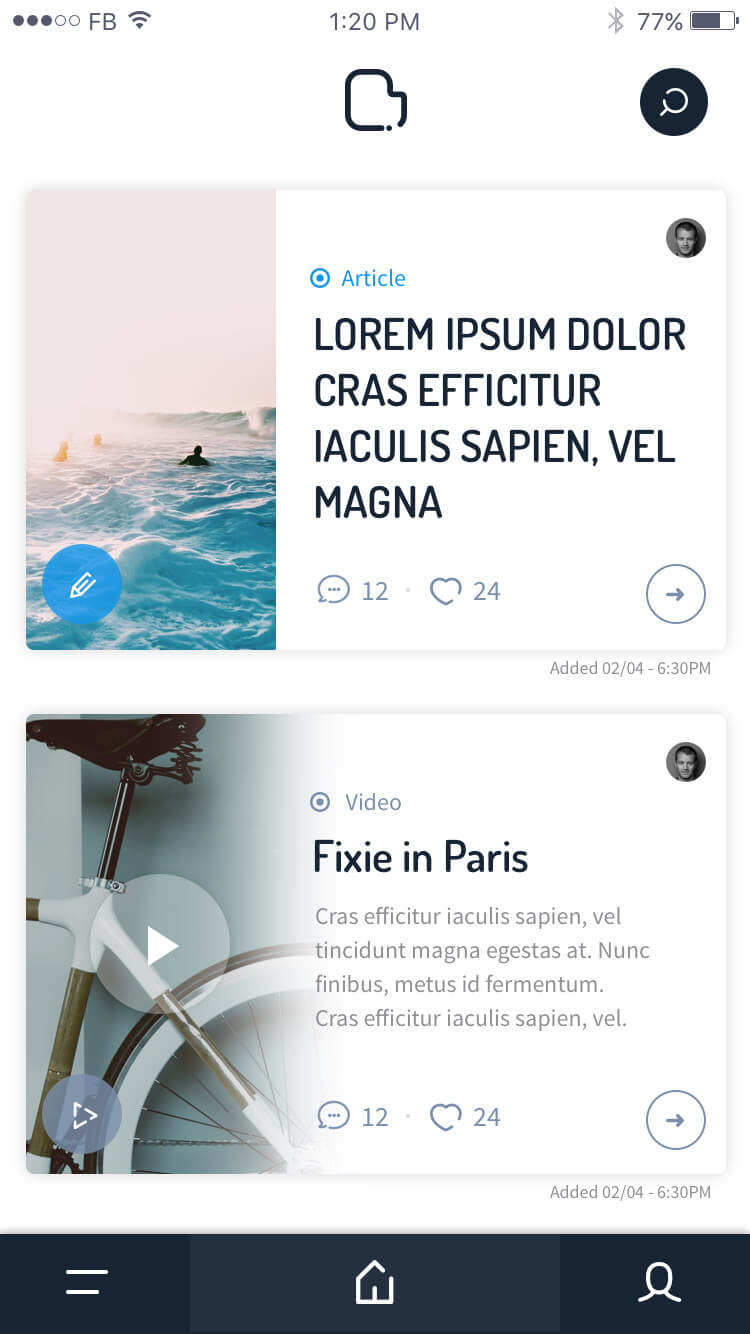 FB 1:20 PM 77%
Article
LOREM IPSUM DOLOR
CRAS EFFICITUR
IACULIS SAPIEN, VEL
MAGNA
12 24
Added 02/04 - 6:30PM
Video
Fixie in Paris
Cras efficitur iaculis sapien, vel
tincidunt magna egestas at. Nunc
finibus, metus id fermentum.
Cras efficitur iaculis sapien, vel.
12 24
Added 02/04 - 6:30PM